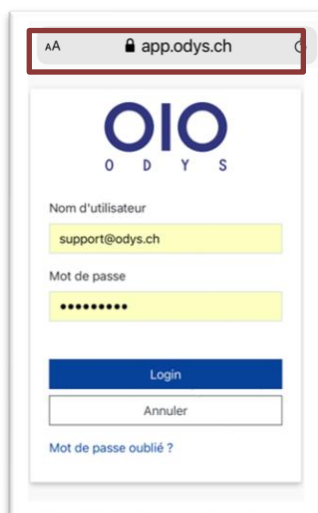 AA app.odys.ch
OIO
ODYS
Nom d'utilisateur
support@odys.ch
Mot de passe
•••••••••
Login
Annuler
Mot de passe oublié ?